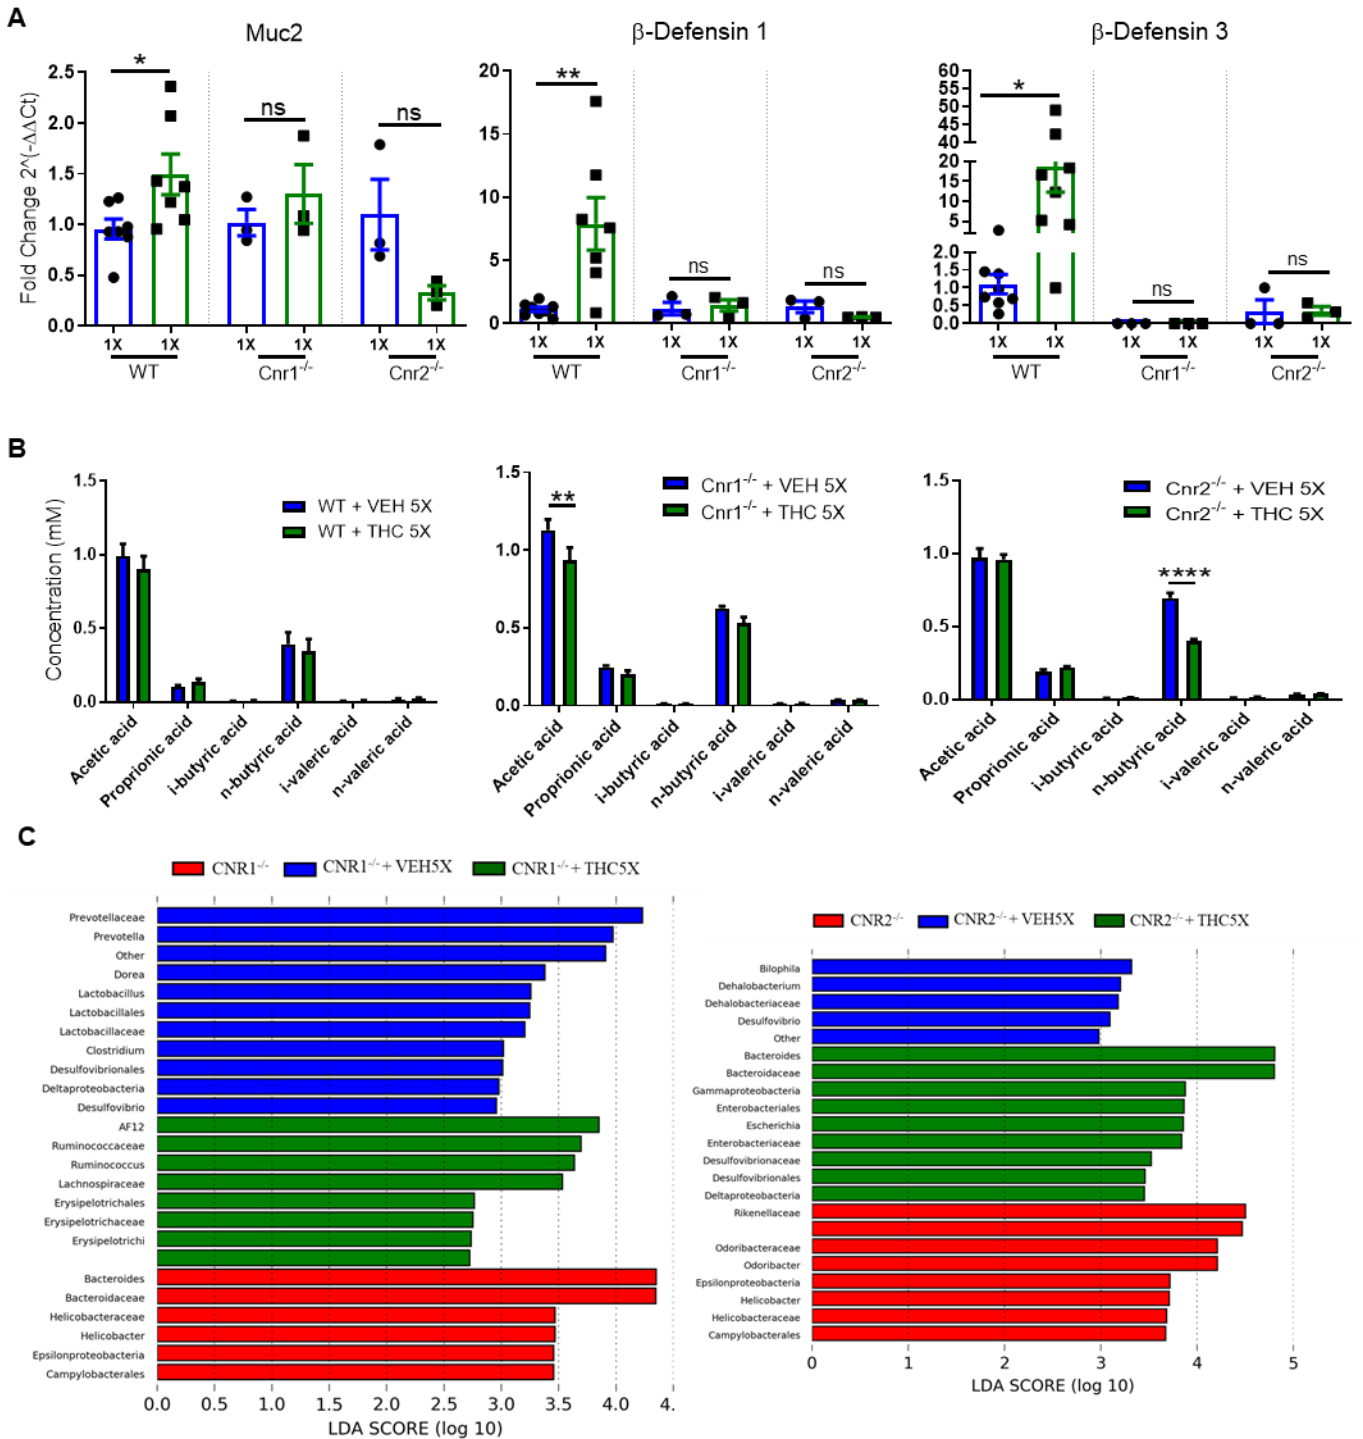 A
Muc2
β-Defensin 1
β-Defensin 3
Fold Change 2^(-ΔΔCt)
2.5
2.0
1.5
1.0
0.5
0.0
*
ns
ns
1X 1X 1X 1X 1X 1X
WT Cnr1-/- Cnr2-/-
20
15
10
5
0
**
ns
ns
1X 1X 1X 1X 1X 1X
WT Cnr1-/- Cnr2-/-
60
55
50
45
40
20
15
10
5
2.0
1.5
1.0
0.5
0.0
*
ns
ns
1X 1X 1X 1X 1X 1X
WT Cnr1-/- Cnr2-/-
B
Concentration (mM)
1.5
1.0
0.5
0.0
WT + VEH 5X
WT + THC 5X
Acetic acid
Proprionic acid
i-butyric acid
n-butyric acid
i-valeric acid
n-valeric acid
1.5
1.0
0.5
0.0
**
Cnr1-/- + VEH 5X
Cnr1-/- + THC 5X
Acetic acid
Proprionic acid
i-butyric acid
n-butyric acid
i-valeric acid
n-valeric acid
1.5
1.0
0.5
0.0
Cnr2-/- + VEH 5X
Cnr2-/- + THC 5X
****
Acetic acid
Proprionic acid
i-butyric acid
n-butyric acid
i-valeric acid
n-valeric acid
C
CNR1-/- CNR1-/- + VEH5X CNR1-/- + THC5X
Prevotellaceae
Prevotella
Other
Dorea
Lactobacillus
Lactobacillales
Lactobacillaceae
Clostridium
Desulfovibrionales
Deltaproteobacteria
Desulfovibrio
AF12
Ruminococcaceae
Ruminococcus
Lachnospiraceae
Erysipelotrichales
Erysipelotrichaceae
Erysipelotrichi
Bacteroides
Bacteroidaceae
Helicobacteraceae
Helicobacter
Epsilonproteobacteria
Campylobacterales
0.0 0.5 1.0 1.5 2.0 2.5 3.0 3.5 4.0 4.
LDA SCORE (log 10)
CNR2-/- CNR2-/- + VEH5X CNR2-/- + THC5X
Bilophila
Dehalobacterium
Dehalobacteriaceae
Desulfovibrio
Other
Bacteroides
Bacteroidaceae
Gammaproteobacteria
Enterobacteriales
Escherichia
Enterobacteriaceae
Desulfovibrionaceae
Desulfovibrionales
Deltaproteobacteria
Rikenellaceae
Odoribacteraceae
Odoribacter
Epsilonproteobacteria
Helicobacter
Helicobacteraceae
Campylobacterales
0 1 2 3 4 5
LDA SCORE (log 10)